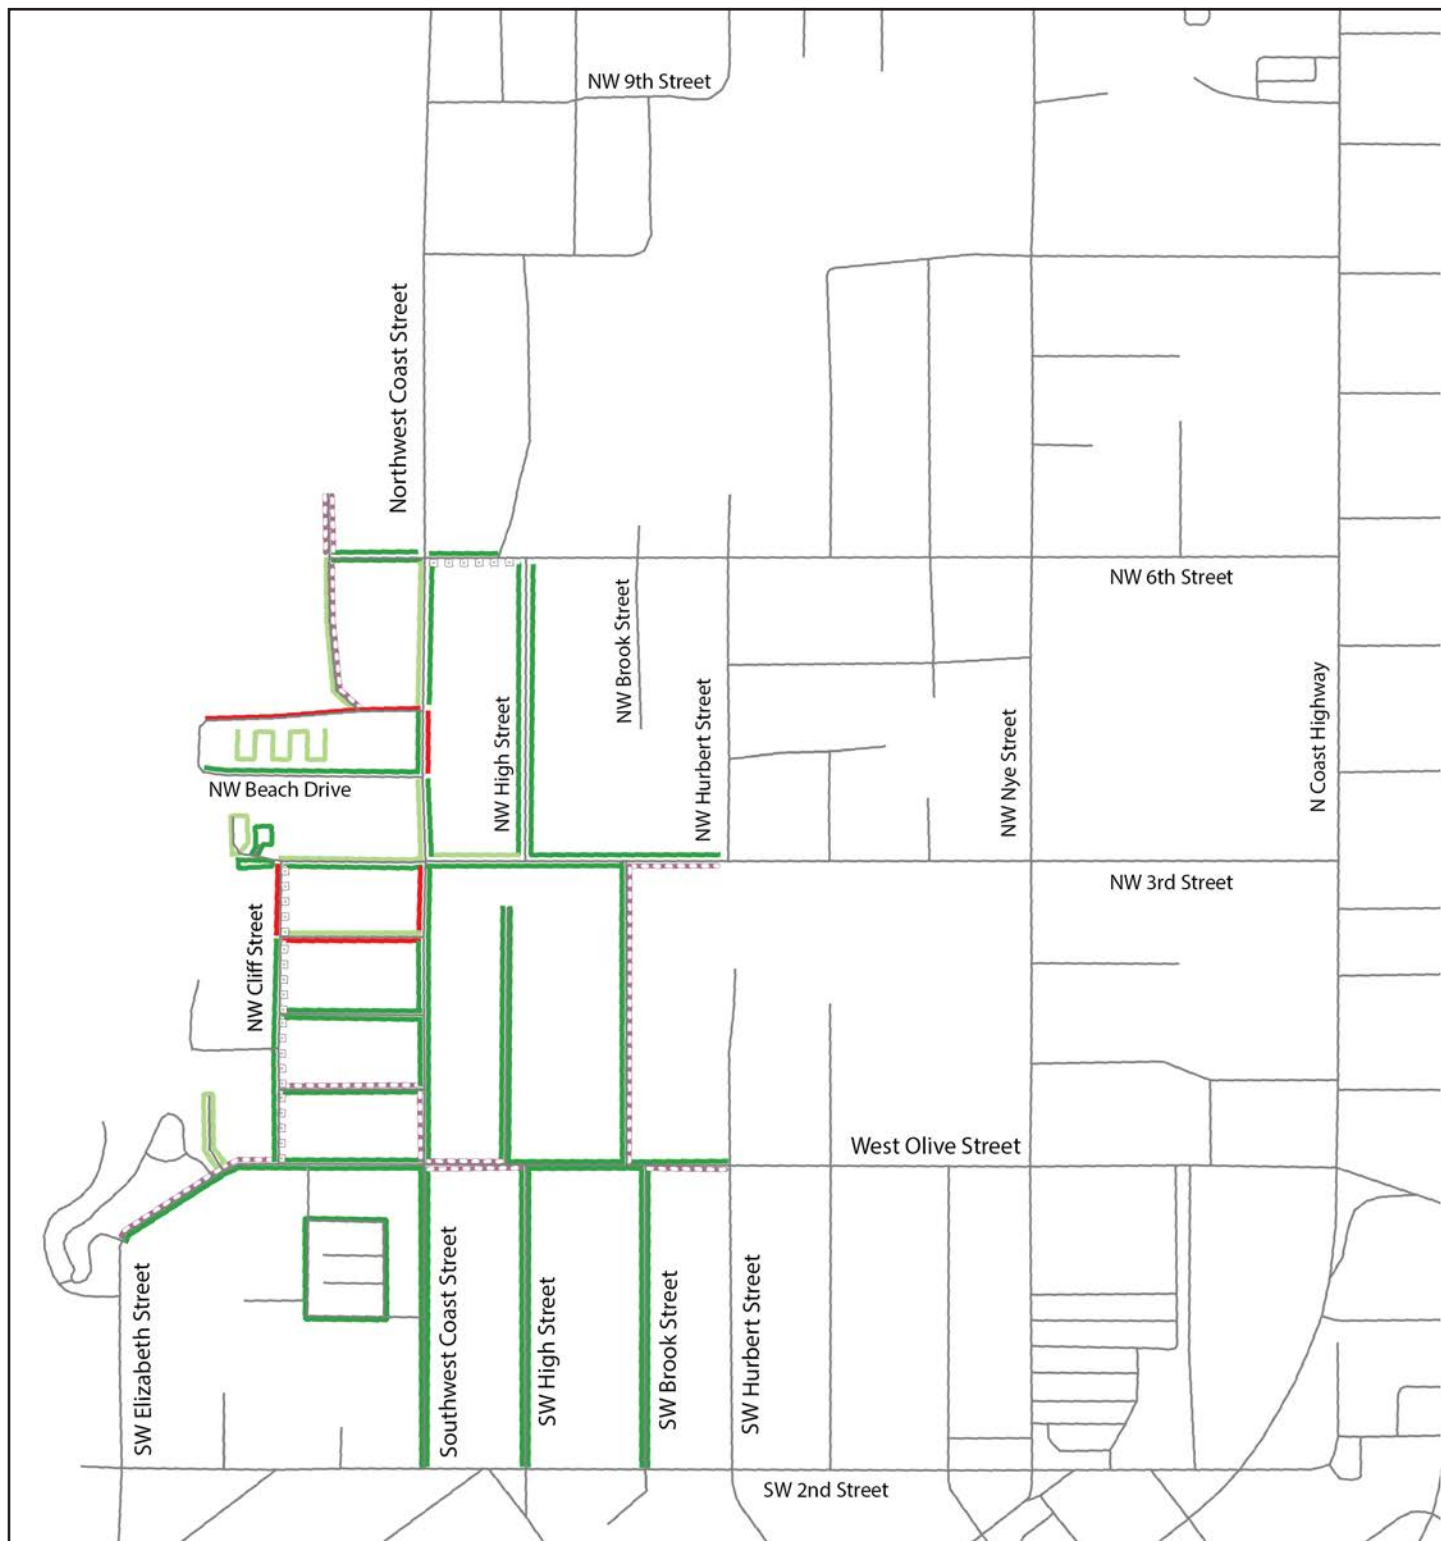 NW 9th Street
Northwest Coast Street
NW 6th Street
NW Brook Street
NW High Street
NW Hurbert Street
NW Nye Street
N Coast Highway
NW Beach Drive
NW 3rd Street
NW Cliff Street
West Olive Street
SW Elizabeth Street
Southwest Coast Street
SW High Street
SW Brook Street
SW Hurbert Street
SW 2nd Street